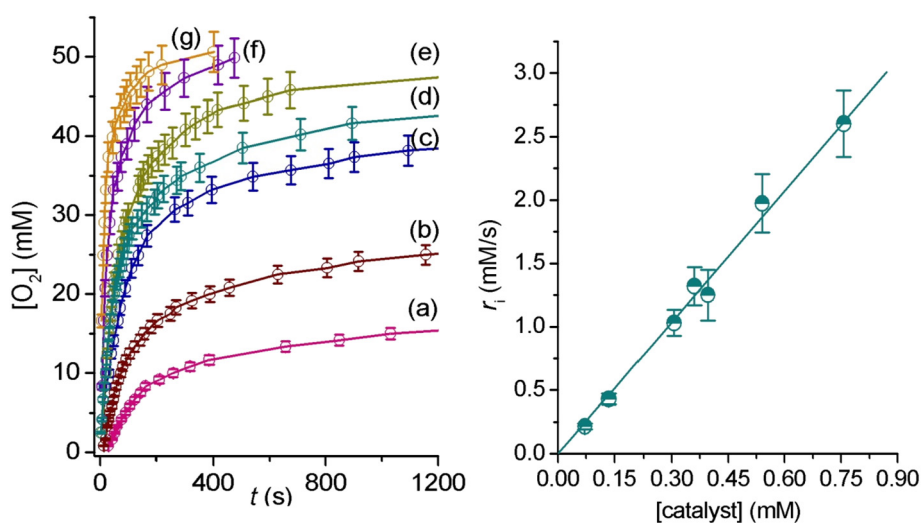 [O₂] (mM)
50
40
30
20
10
0
(g)
(f)
(e)
(d)
(c)
(b)
(a)
0
400
800
1200
t (s)
rᵢ (mM/s)
3.0
2.5
2.0
1.5
1.0
0.5
0.0
0.00
0.15
0.30
0.45
0.60
0.75
0.90
[catalyst] (mM)